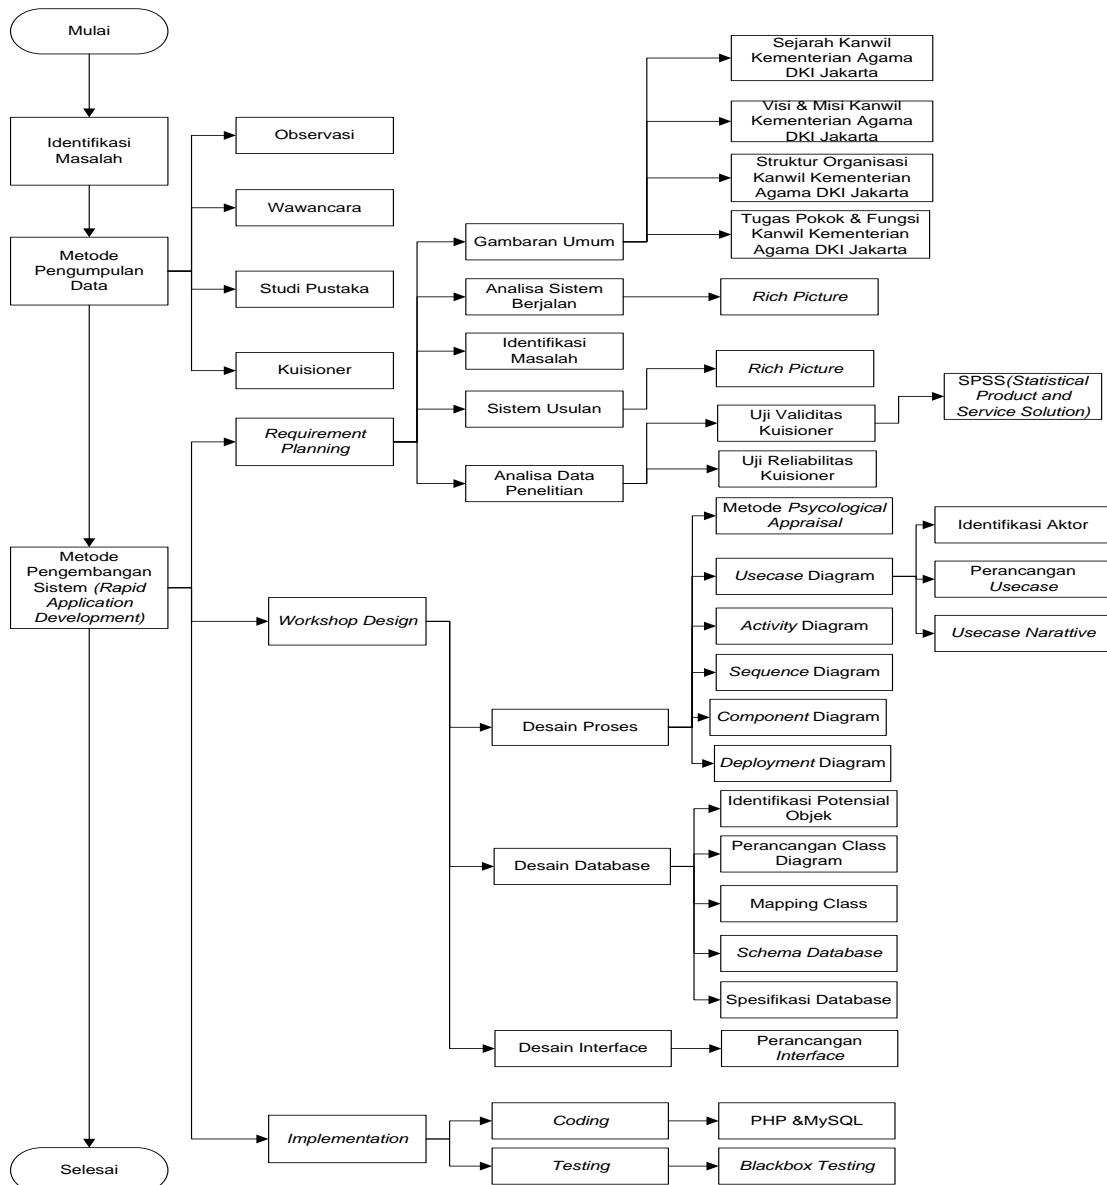 Mulai
Identifikasi
Masalah
Metode
Pengumpulan
Data
Observasi
Wawancara
Studi Pustaka
Kuisioner
Metode
Pengembangan
Sistem (Rapid
Application
Development)
Requirement
Planning
Gambaran Umum
Sejarah Kanwil
Kementerian Agama
DKI Jakarta
Visi & Misi Kanwil
Kementerian Agama
DKI Jakarta
Struktur Organisasi
Kanwil Kementerian
Agama DKI Jakarta
Tugas Pokok & Fungsi
Kanwil Kementerian
Agama DKI Jakarta
Analisa Sistem
Berjalan
Rich Picture
Identifikasi
Masalah
Sistem Usulan
Rich Picture
Analisa Data
Penelitian
Uji Validitas
Kuisioner
SPSS(Statistical
Product and
Service Solution)
Uji Reliabilitas
Kuisioner
Workshop Design
Desain Proses
Metode Psycological
Appraisal
Usecase Diagram
Identifikasi Aktor
Perancangan
Usecase
Usecase Narattive
Activity Diagram
Sequence Diagram
Component Diagram
Deployment Diagram
Desain Database
Identifikasi Potensial
Objek
Perancangan Class
Diagram
Mapping Class
Schema Database
Spesifikasi Database
Desain Interface
Perancangan
Interface
Implementation
Coding
PHP &MySQL
Testing
Blackbox Testing
Selesai